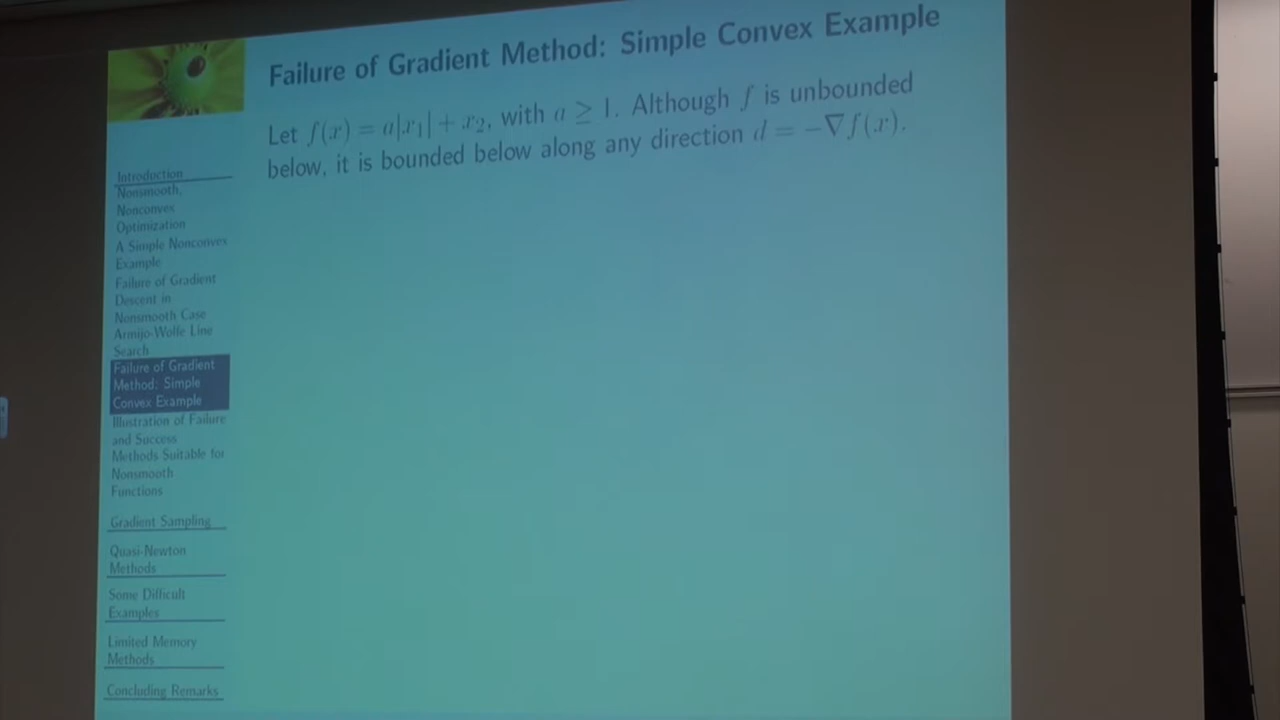 Failure of Gradient Method: Simple Convex Example
Let f(x) = a|x₁| + x₂, with a ≥ 1. Although f is unbounded
below, it is bounded below along any direction d = −∇f(x).
Introduction
Nonsmooth,
Nonconvex
Optimization
A Simple Nonconvex
Example
Failure of Gradient
Descent in
Nonsmooth Case
Armijo-Wolfe Line
Search
Failure of Gradient
Method: Simple
Convex Example
Illustration of Failure
and Success
Methods Suitable for
Nonsmooth
Functions
Gradient Sampling
Quasi-Newton
Methods
Some Difficult
Examples
Limited Memory
Methods
Concluding Remarks